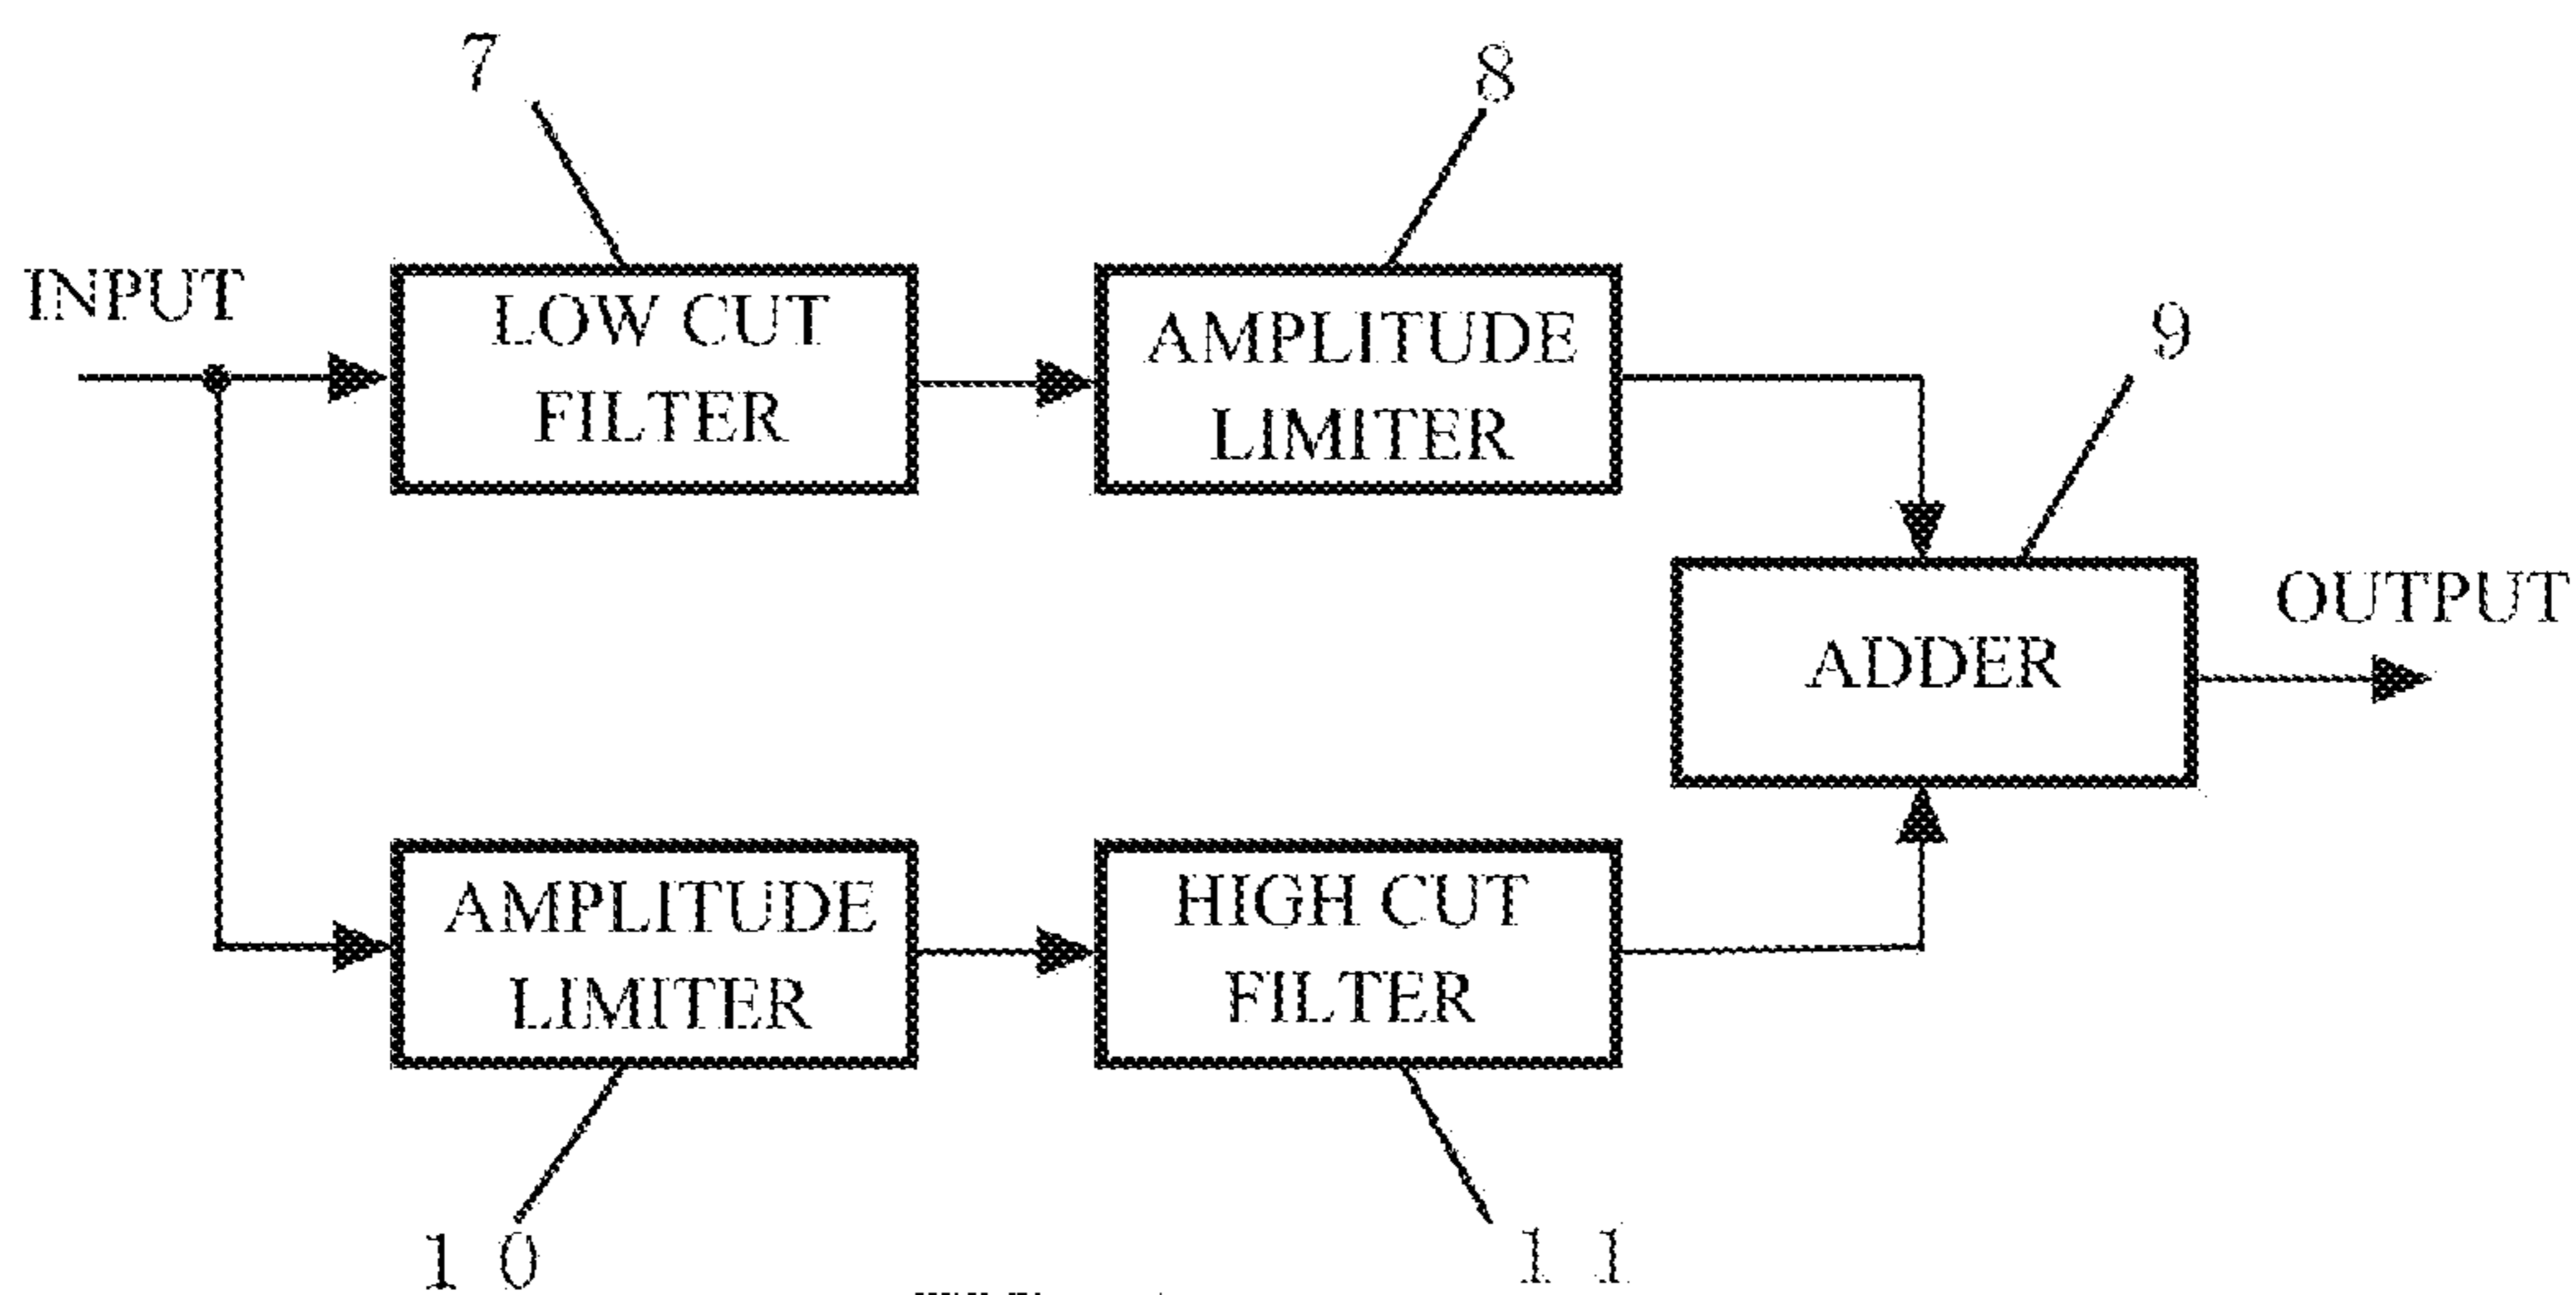 7
8
INPUT
LOW CUT
FILTER
AMPLITUDE
LIMITER
9
ADDER
OUTPUT
AMPLITUDE
LIMITER
HIGH CUT
FILTER
1 0
1 1